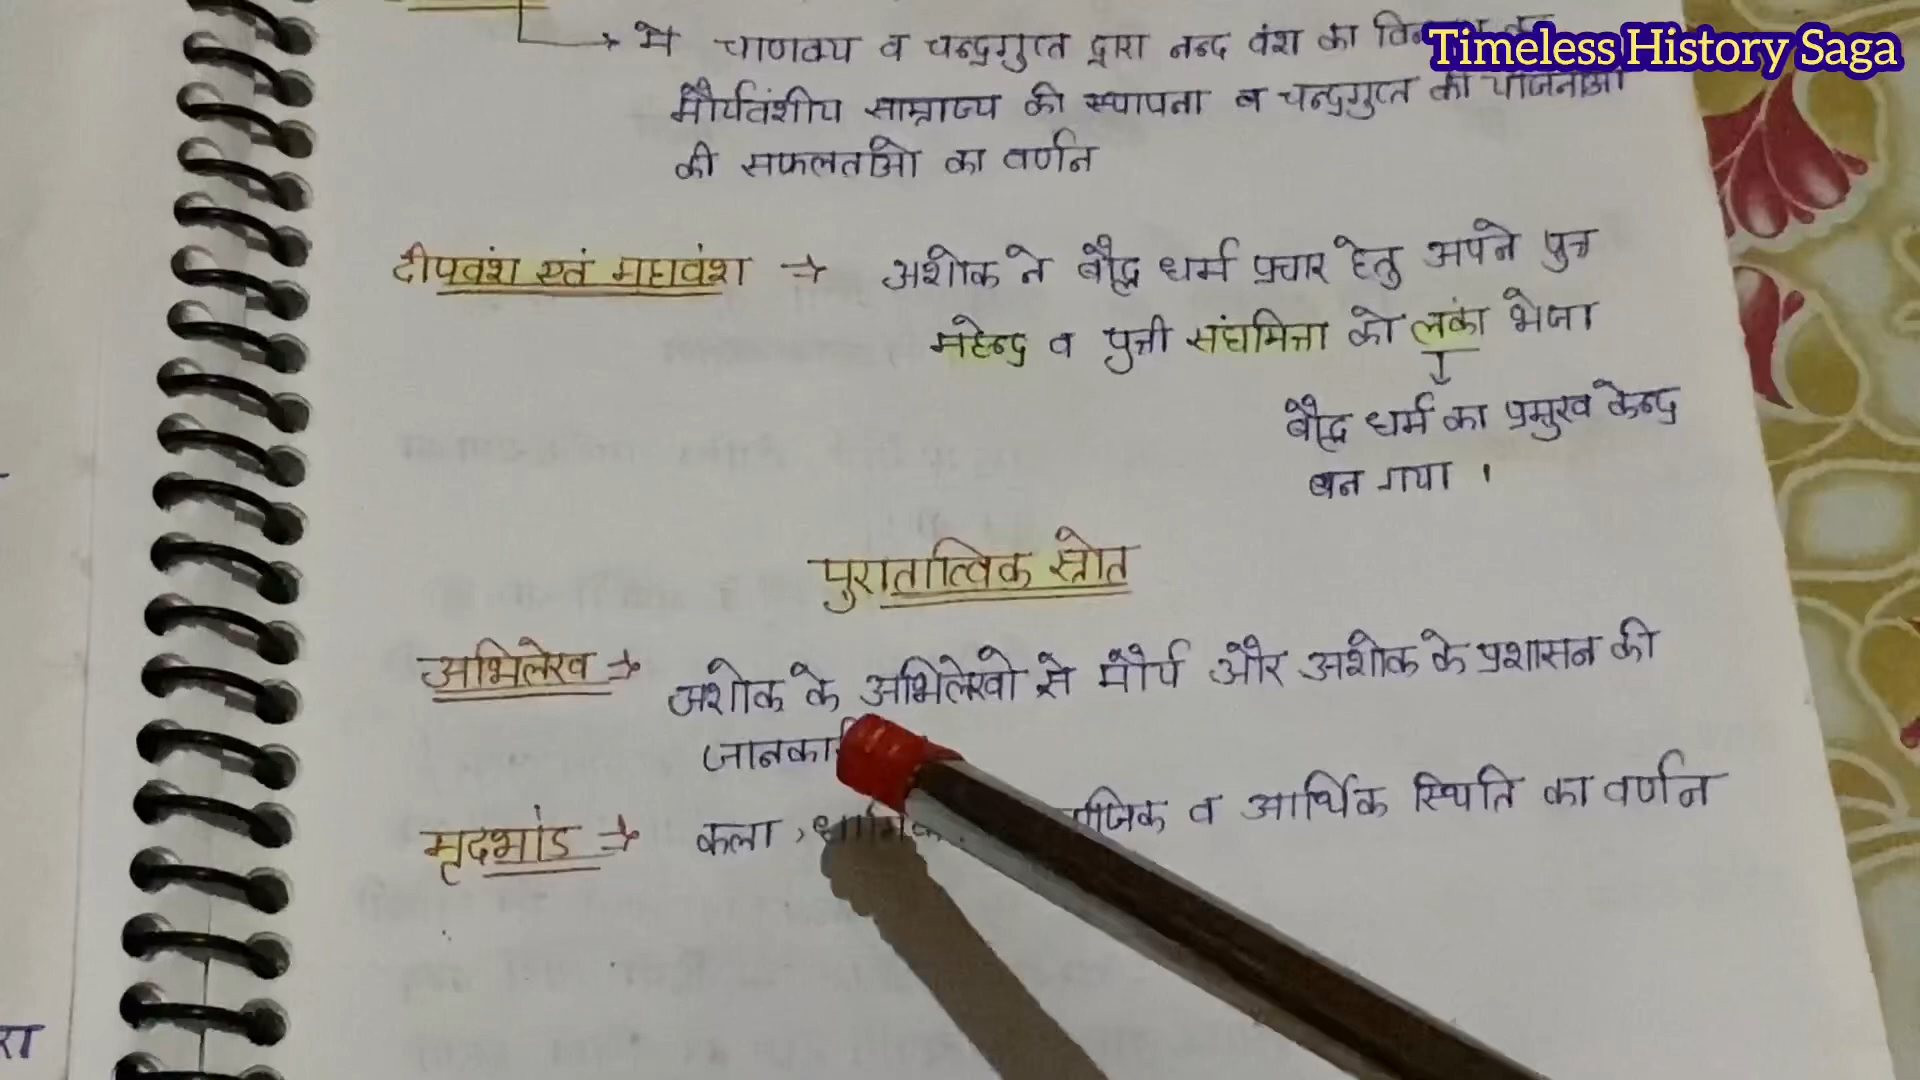 Timeless History Saga
में चाणक्य व चन्द्रगुप्त द्वारा नन्द वंश का
मौर्यवंशीय साम्राज्य की स्थापना व चन्द्रगुप्त की योजनाओ
की सफलताओ का वर्णन
दीपवंश एवं महावंश → अशोक ने बौद्ध धर्म प्रचार हेतु अपने पुत्र
महेन्द्र व पुत्री संघमित्ता को लंका भेजा
बौद्ध धर्म का प्रमुख केन्द्र
बन गया ।
पुरातात्विक स्त्रोत
अभिलेख → अशोक के अभिलेखो से मौर्य और अशोक के प्रशासन की
मृदभांड → कला, धार्मिक व आर्थिक स्थिति का वर्णन
रा